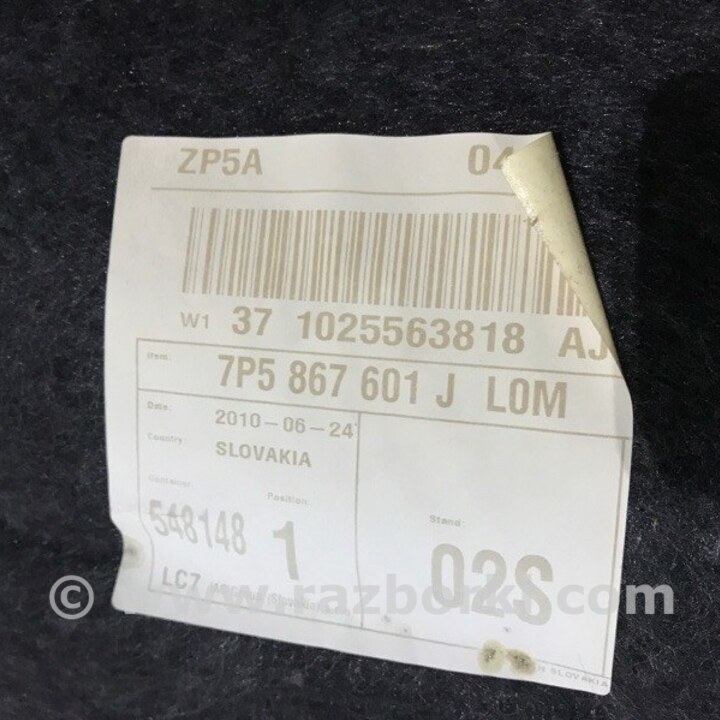 ZP5A 04
W1 37 1025563818 AJ
Item:
7P5 867 601 J L0M
Date:
2010-06-24
Country:
SLOVAKIA
Container:
Position:
Stand:
548148 1 02S
LC7
© www.razborki.com
SLOVAKIA